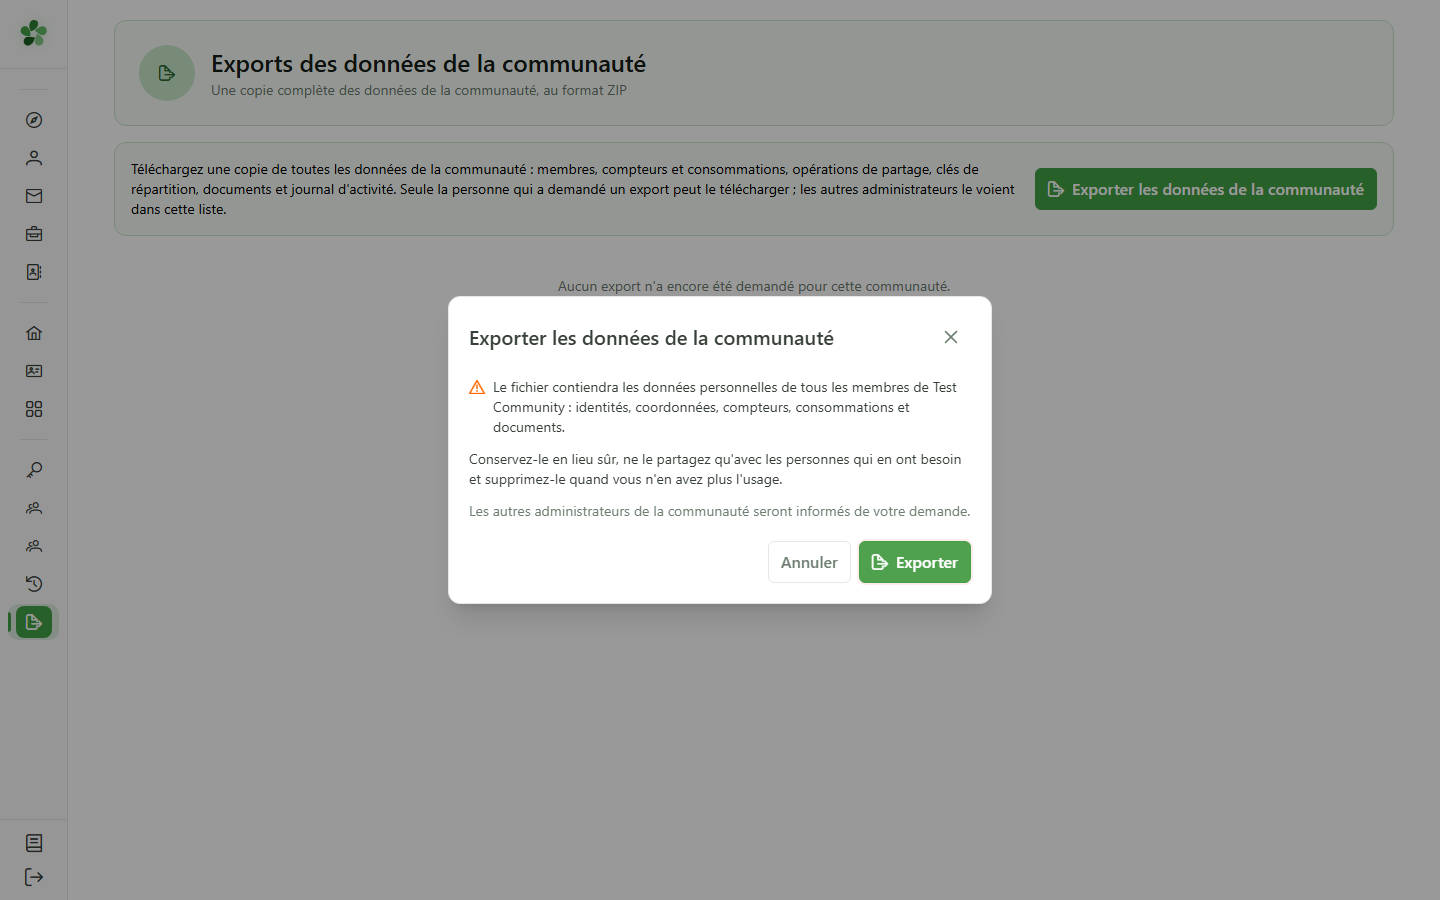 Exports des données de la communauté
Une copie complète des données de la communauté, au format ZIP
Téléchargez une copie de toutes les données de la communauté : membres, compteurs et consommations, opérations de partage, clés de
répartition, documents et journal d'activité. Seule la personne qui a demandé un export peut le télécharger ; les autres administrateurs le voient
dans cette liste.
Exporter les données de la communauté
Aucun export n'a encore été demandé pour cette communauté.
Exporter les données de la communauté
Le fichier contiendra les données personnelles de tous les membres de Test
Community : identités, coordonnées, compteurs, consommations et
documents.
Conservez-le en lieu sûr, ne le partagez qu'avec les personnes qui en ont besoin
et supprimez-le quand vous n'en avez plus l'usage.
Les autres administrateurs de la communauté seront informés de votre demande.
Annuler
Exporter